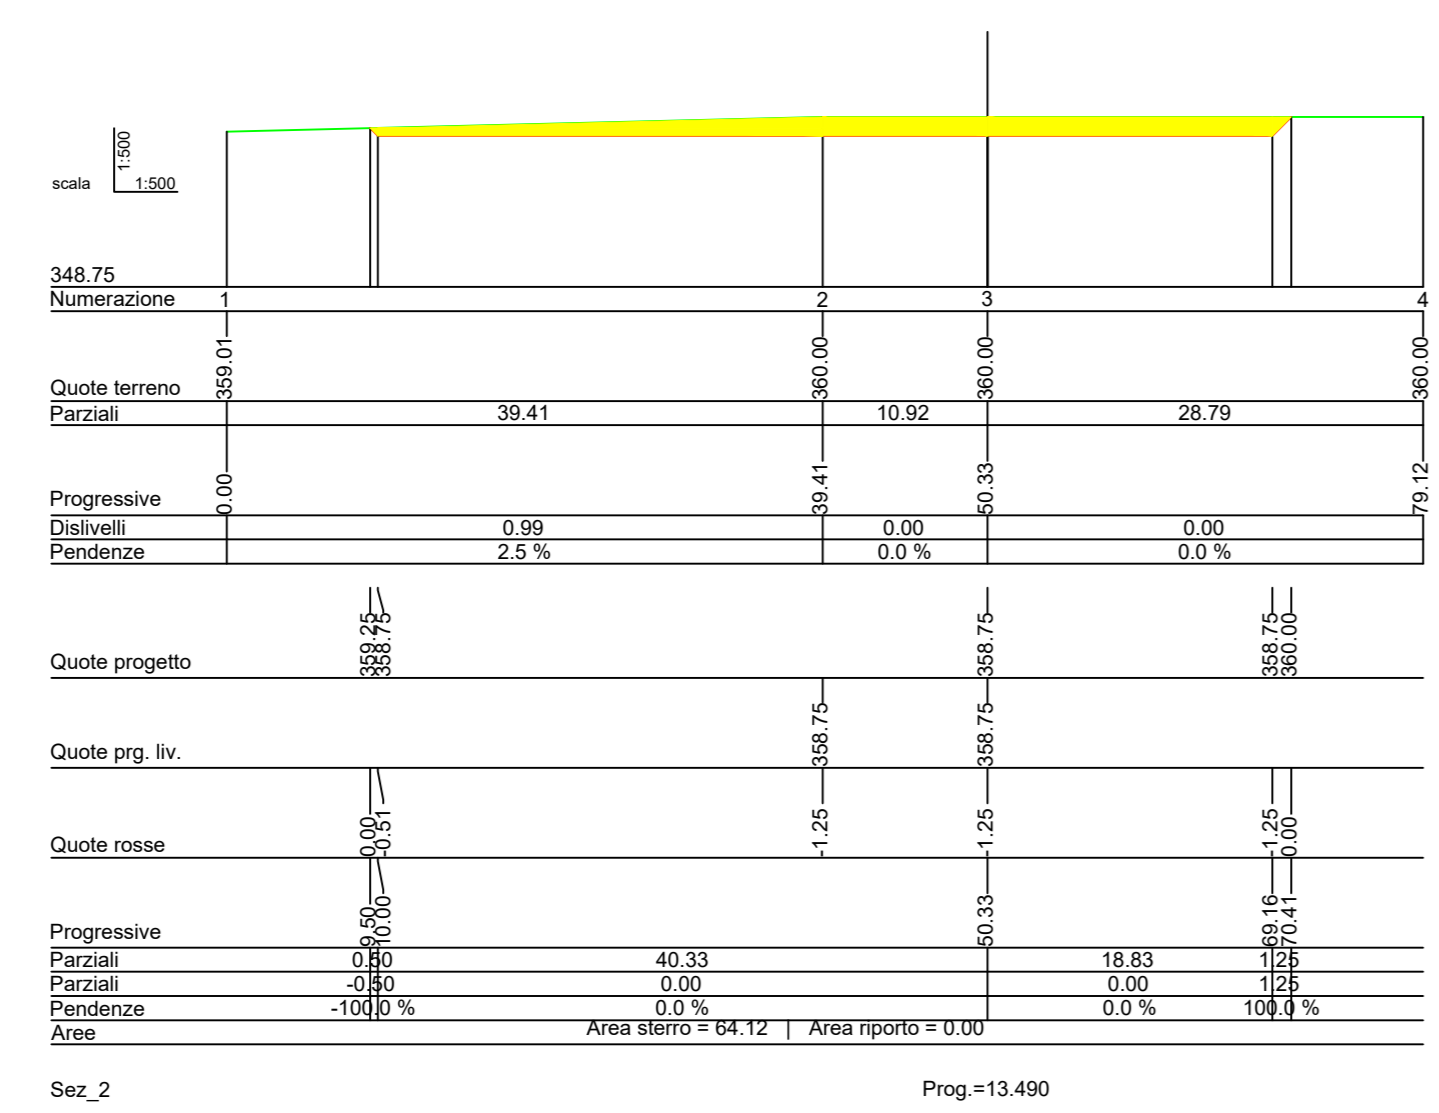 1:500
scala 1:500
348.75
Numerazione 1 2 3 4
Quote terreno 359.01 360.00 360.00 360.00
Parziali 39.41 10.92 28.79
Progressive 0.00 39.41 50.33 79.12
Dislivelli 0.99 0.00 0.00
Pendenze 2.5 % 0.0 % 0.0 %
Quote progetto 359.25 358.75 358.75 358.75 360.00
Quote prg. liv. 358.75 358.75
Quote rosse 0.00 -0.51 -1.25 -1.25 -1.25 0.00
Progressive 9.50 10.00 50.33 69.16 70.41
Parziali 0.50 40.33 18.83 1.25
Parziali -0.50 0.00 0.00 1.25
Pendenze -100.0 % 0.0 % 0.0 % 100.0 %
Aree Area sterro = 64.12 | Area riporto = 0.00
Sez_2 Prog.=13.490